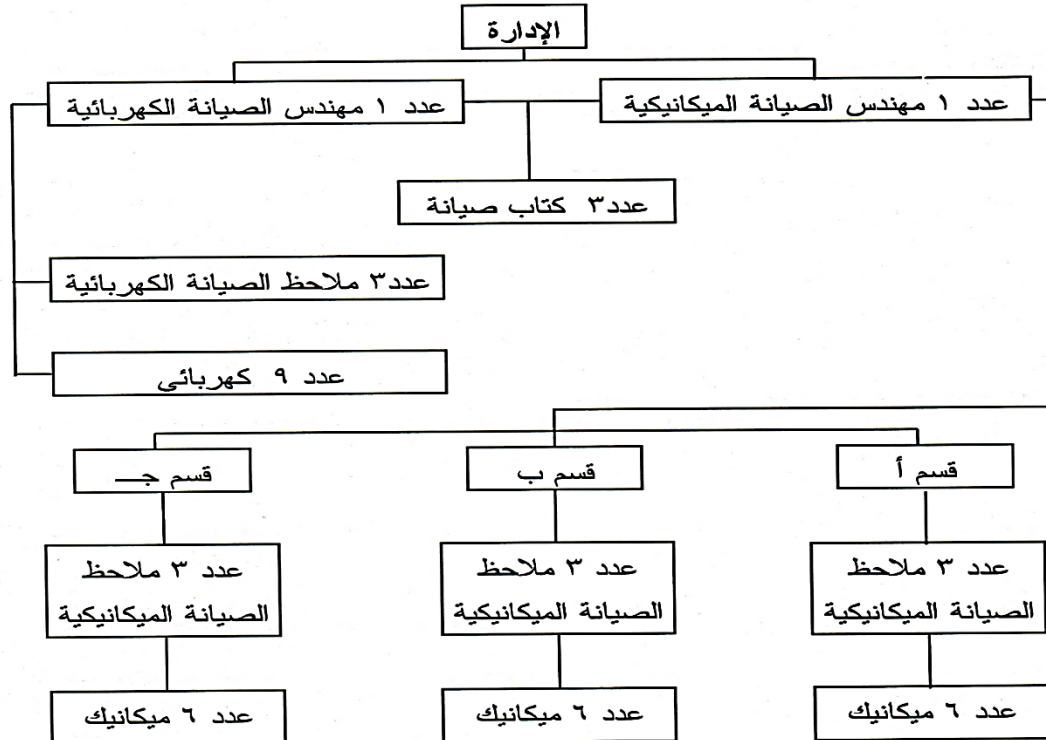 الإدارة
عدد ١ مهندس الصيانة الميكانيكية
عدد ١ مهندس الصيانة الكهربائية
عدد٣ كتاب صيانة
عدد٣ ملاحظ الصيانة الكهربائية
عدد ٩ كهربائى
قسم أ
قسم ب
قسم جـــ
عدد ٣ ملاحظ
الصيانة الميكانيكية
عدد ٣ ملاحظ
الصيانة الميكانيكية
عدد ٣ ملاحظ
الصيانة الميكانيكية
عدد ٦ ميكانيك
عدد ٦ ميكانيك
عدد ٦ ميكانيك